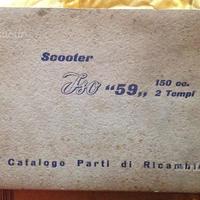 Scooter
Iso "59„ 150 cc.
2 Tempi
Catalogo Parti di Ricambio